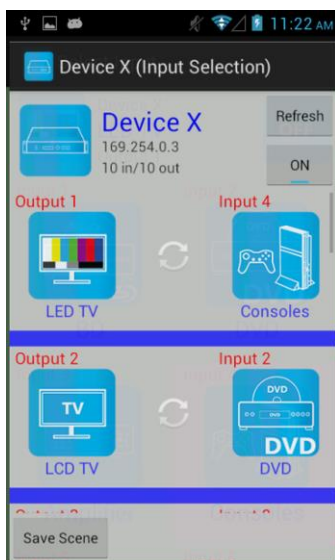 11:22 AM
Device X (Input Selection)
Device X
169.254.0.3
10 in/10 out
Refresh
ON
Output 1
Input 4
LED TV
Consoles
Output 2
Input 2
TV
DVD
DVD
LCD TV
DVD
Save Scene